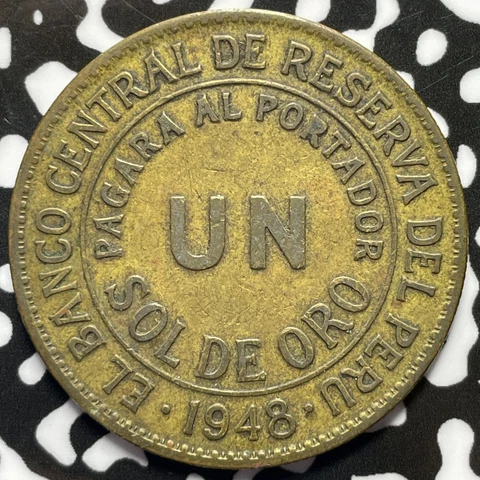 EL BANCO CENTRAL DE RESERVA DEL PERU
PAGARA AL PORTADOR
UN
SOL DE ORO
· 1948 ·